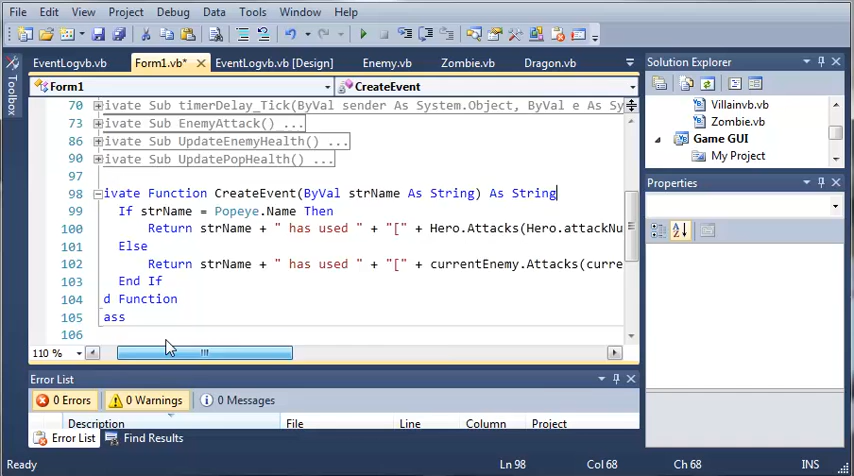 File Edit View Project Debug Data Tools Window Help
EventLogvb.vb Form1.vb* EventLogvb.vb [Design] Enemy.vb Zombie.vb Dragon.vb
Solution Explorer
Toolbox
Form1 CreateEvent
70 ivate Sub timerDelay_Tick(ByVal sender As System.Object, ByVal e As Sy
73 ivate Sub EnemyAttack() ...
86 ivate Sub UpdateEnemyHealth() ...
90 ivate Sub UpdatePopHealth() ...
97
98 ivate Function CreateEvent(ByVal strName As String) As String
99 If strName = Popeye.Name Then
100 Return strName + " has used " + "[" + Hero.Attacks(Hero.attackNu
101 Else
102 Return strName + " has used " + "[" + currentEnemy.Attacks(curre
103 End If
104 d Function
105 ass
106
110 %
Villainvb.vb
Zombie.vb
Game GUI
My Project
Properties
Error List
0 Errors 0 Warnings 0 Messages
Description File Line Column Project
Error List Find Results
Ready Ln 98 Col 68 Ch 68 INS